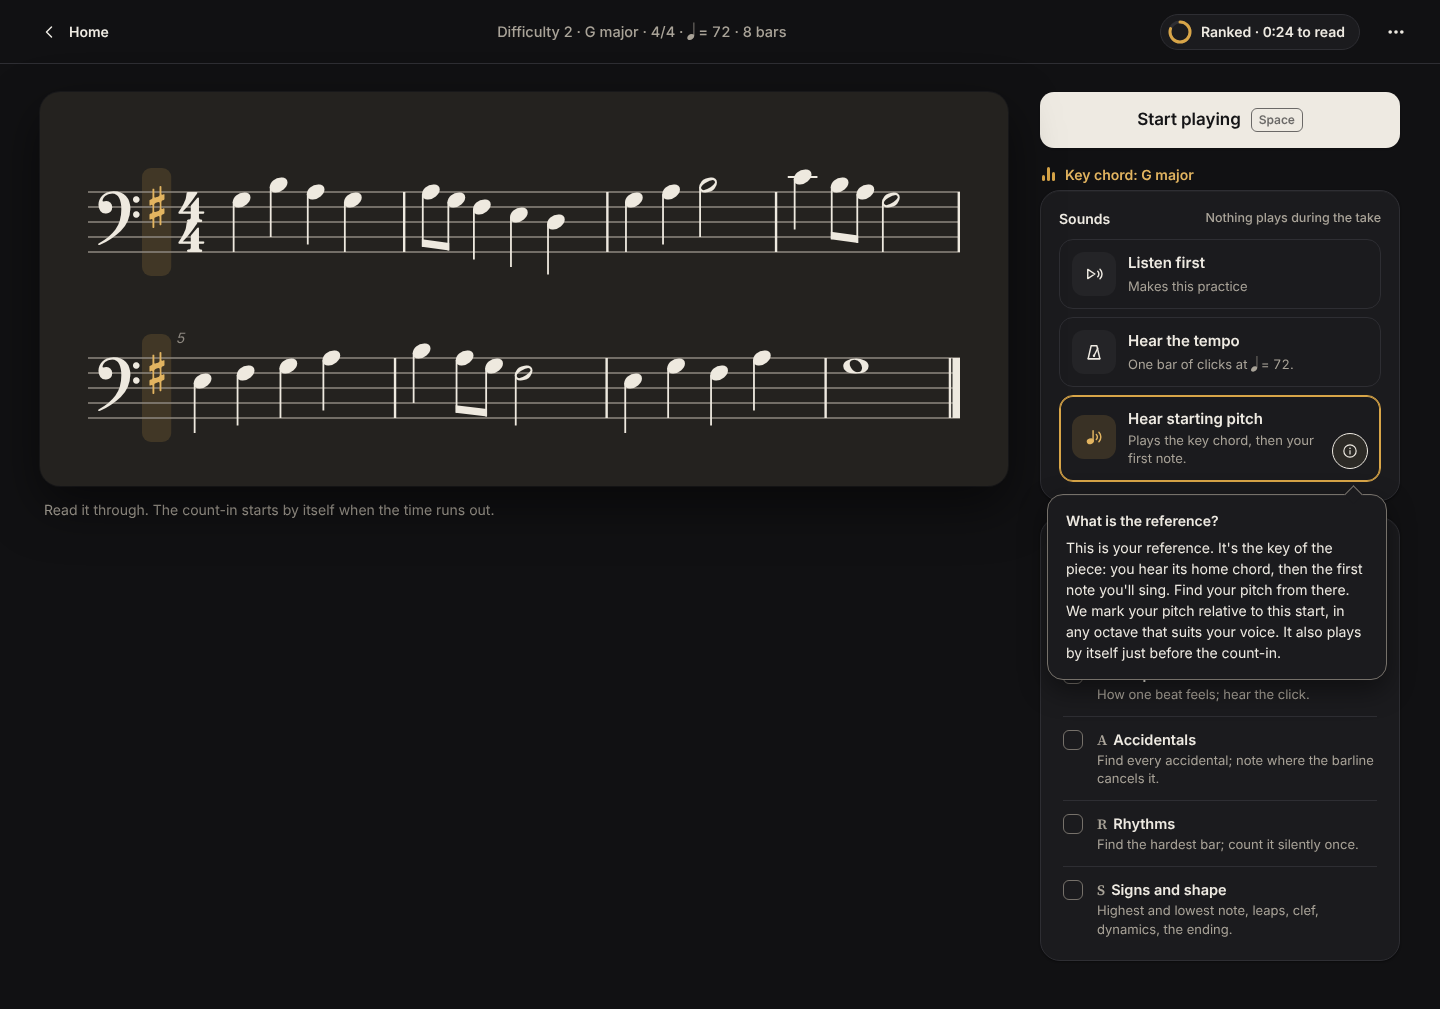 Home
Difficulty 2 · G major · 4/4 · ♩ = 72 · 8 bars
Ranked · 0:24 to read
Start playing Space
Key chord: G major
Sounds
Nothing plays during the take
Listen first
Makes this practice
Hear the tempo
One bar of clicks at ♩ = 72.
Hear starting pitch
Plays the key chord, then your
first note.
4
4
5
Read it through. The count-in starts by itself when the time runs out.
What is the reference?
This is your reference. It's the key of the
piece: you hear its home chord, then the first
note you'll sing. Find your pitch from there.
We mark your pitch relative to this start, in
any octave that suits your voice. It also plays
by itself just before the count-in.
How one beat feels; hear the click.
A Accidentals
Find every accidental; note where the barline
cancels it.
R Rhythms
Find the hardest bar; count it silently once.
S Signs and shape
Highest and lowest note, leaps, clef,
dynamics, the ending.